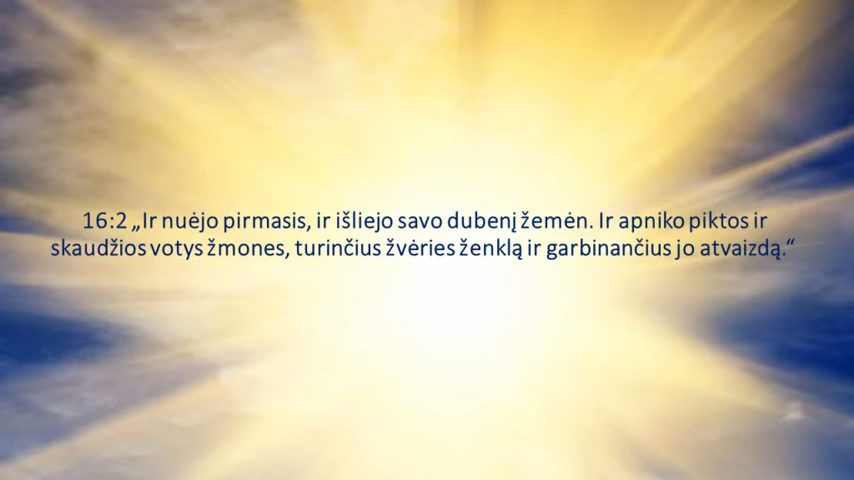 16:2 „Ir nuėjo pirmasis, ir išliejo savo dubenį žemėn. Ir apniko piktos ir
skaudžios votys žmones, turinčius žvėries ženklą ir garbinančius jo atvaizdą.“